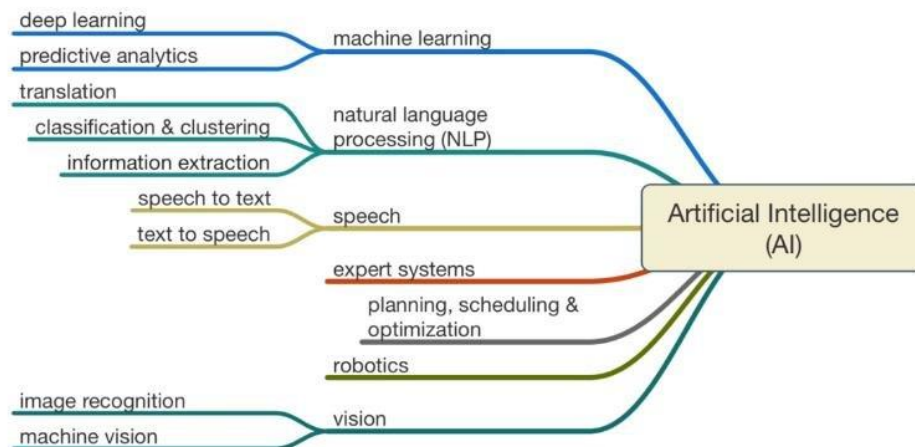 deep learning
predictive analytics
machine learning
translation
classification & clustering
information extraction
natural language
processing (NLP)
speech to text
text to speech
speech
expert systems
planning, scheduling &
optimization
robotics
image recognition
machine vision
vision
Artificial Intelligence
(AI)